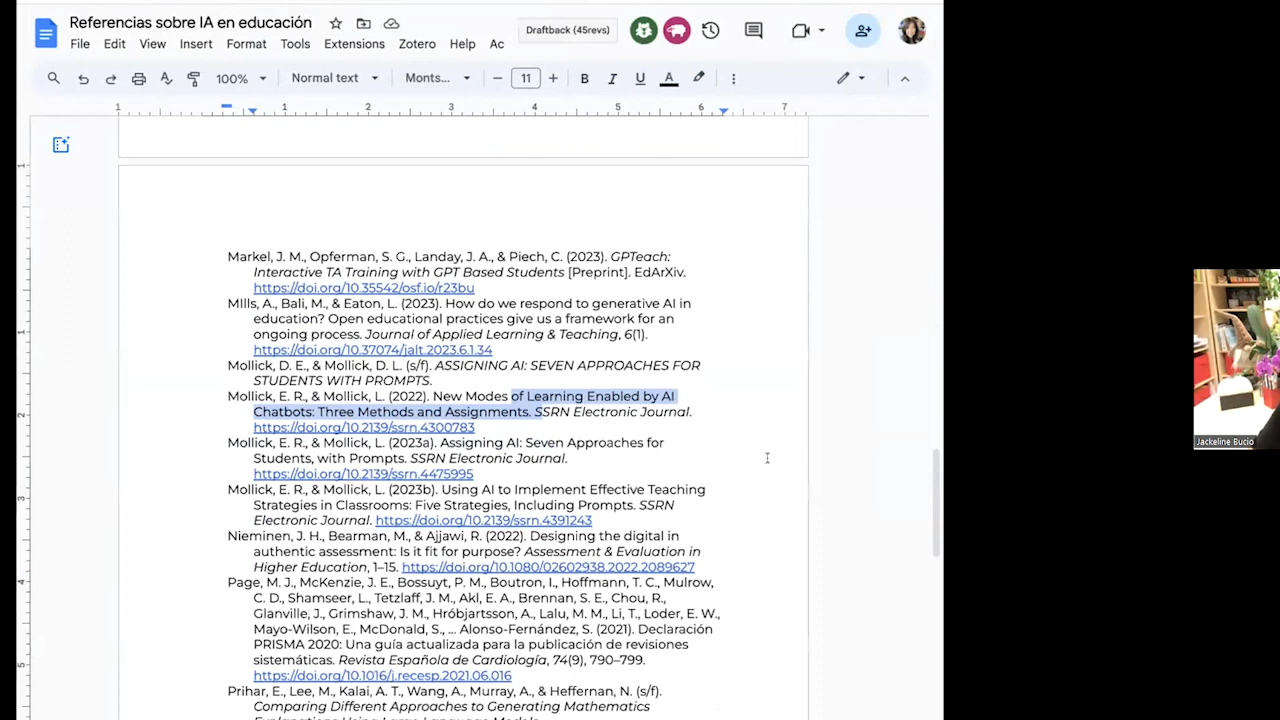 Referencias sobre IA en educación
File Edit View Insert Format Tools Extensions Zotero Help Ac
Draftback (45revs)
100% Normal text Monts... 11 B I U A
1 1 2 3 4 5 6 7
Markel, J. M., Opferman, S. G., Landay, J. A., & Piech, C. (2023). GPTeach:
Interactive TA Training with GPT Based Students [Preprint]. EdArXiv.
https://doi.org/10.35542/osf.io/r23bu
MIlls, A., Bali, M., & Eaton, L. (2023). How do we respond to generative AI in
education? Open educational practices give us a framework for an
ongoing process. Journal of Applied Learning & Teaching, 6(1).
https://doi.org/10.37074/jalt.2023.6.1.34
Mollick, D. E., & Mollick, D. L. (s/f). ASSIGNING AI: SEVEN APPROACHES FOR
STUDENTS WITH PROMPTS.
Mollick, E. R., & Mollick, L. (2022). New Modes of Learning Enabled by AI
Chatbots: Three Methods and Assignments. SSRN Electronic Journal.
https://doi.org/10.2139/ssrn.4300783
Mollick, E. R., & Mollick, L. (2023a). Assigning AI: Seven Approaches for
Students, with Prompts. SSRN Electronic Journal.
https://doi.org/10.2139/ssrn.4475995
Mollick, E. R., & Mollick, L. (2023b). Using AI to Implement Effective Teaching
Strategies in Classrooms: Five Strategies, Including Prompts. SSRN
Electronic Journal. https://doi.org/10.2139/ssrn.4391243
Nieminen, J. H., Bearman, M., & Ajjawi, R. (2022). Designing the digital in
authentic assessment: Is it fit for purpose? Assessment & Evaluation in
Higher Education, 1–15. https://doi.org/10.1080/02602938.2022.2089627
Page, M. J., McKenzie, J. E., Bossuyt, P. M., Boutron, I., Hoffmann, T. C., Mulrow,
C. D., Shamseer, L., Tetzlaff, J. M., Akl, E. A., Brennan, S. E., Chou, R.,
Glanville, J., Grimshaw, J. M., Hróbjartsson, A., Lalu, M. M., Li, T., Loder, E. W.,
Mayo-Wilson, E., McDonald, S., ... Alonso-Fernández, S. (2021). Declaración
PRISMA 2020: Una guía actualizada para la publicación de revisiones
sistemáticas. Revista Española de Cardiología, 74(9), 790–799.
https://doi.org/10.1016/j.recesp.2021.06.016
Prihar, E., Lee, M., Kalai, A. T., Wang, A., Murray, A., & Heffernan, N. (s/f).
Comparing Different Approaches to Generating Mathematics
Explanations Using Large Language Models.
Jackeline Bucio